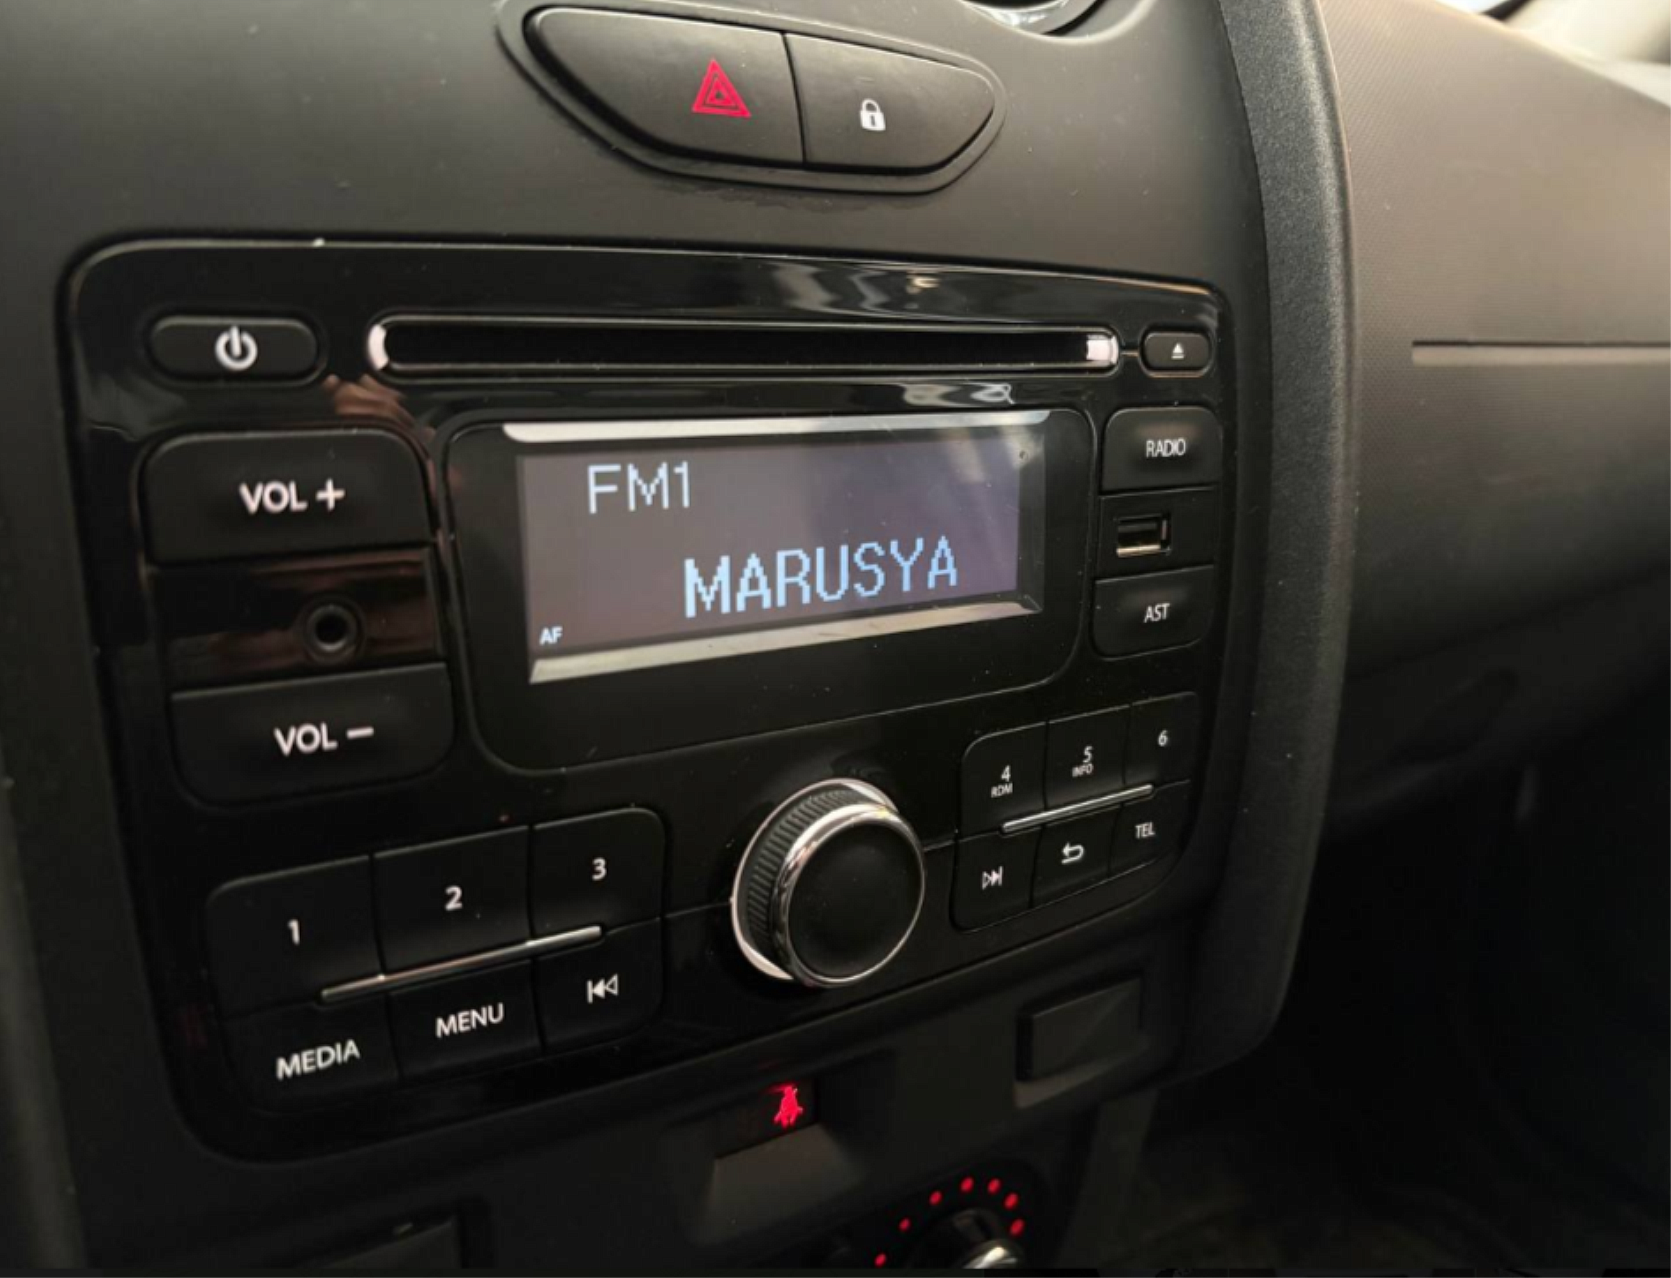 FM1
MARUSYA
AF
VOL +
VOL -
RADIO
AST
1
2
3
MEDIA
MENU
4
RDM
5
INFO
6
TEL